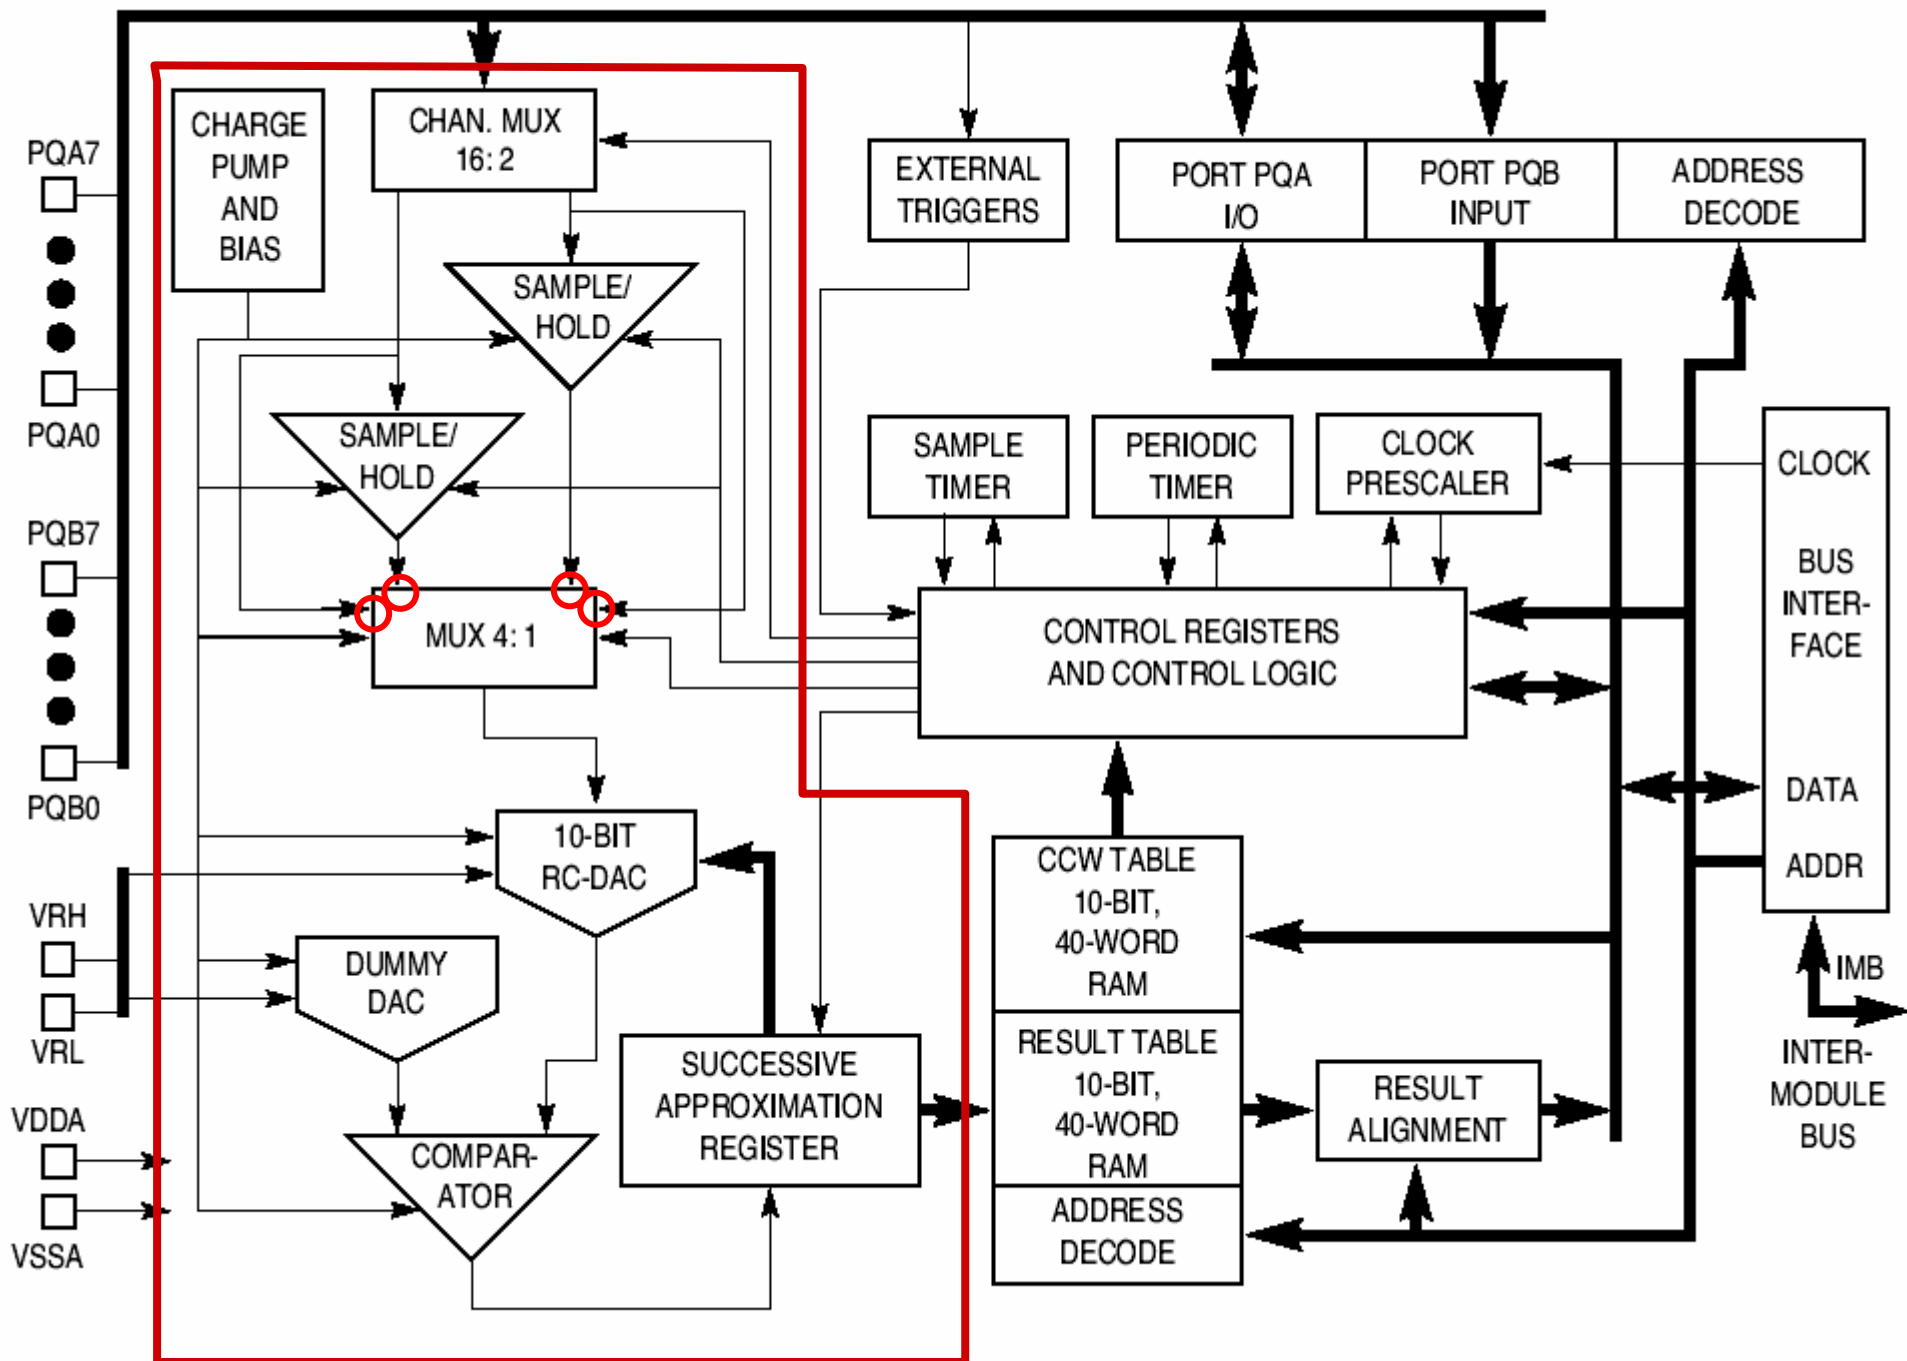 PQA7
PQA0
PQB7
PQB0
VRH
VRL
VDDA
VSSA
CHARGE
PUMP
AND
BIAS
CHAN. MUX
16: 2
SAMPLE/
HOLD
SAMPLE/
HOLD
MUX 4: 1
10-BIT
RC-DAC
DUMMY
DAC
COMPAR-
ATOR
SUCCESSIVE
APPROXIMATION
REGISTER
EXTERNAL
TRIGGERS
PORT PQA
I/O
PORT PQB
INPUT
ADDRESS
DECODE
SAMPLE
TIMER
PERIODIC
TIMER
CLOCK
PRESCALER
CONTROL REGISTERS
AND CONTROL LOGIC
CCW TABLE
10-BIT,
40-WORD
RAM
RESULT TABLE
10-BIT,
40-WORD
RAM
ADDRESS
DECODE
RESULT
ALIGNMENT
CLOCK
BUS
INTER-
FACE
DATA
ADDR
IMB
INTER-
MODULE
BUS